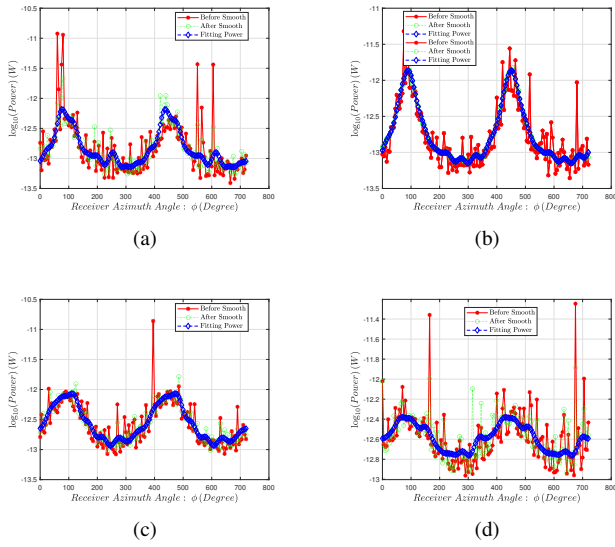 -10.5
-11
-11.5
-12
-12.5
-13
-13.5
log10(Power) (W)
Before Smooth
After Smooth
Fitting Power
0 100 200 300 400 500 600 700 800
Receiver Azimuth Angle : ϕ (Degree)
(a)
-11
-11.5
-12
-12.5
-13
-13.5
log10(Power) (W)
Before Smooth
After Smooth
Fitting Power
Before Smooth
After Smooth
Fitting Power
0 100 200 300 400 500 600 700 800
Receiver Azimuth Angle : ϕ (Degree)
(b)
-10.5
-11
-11.5
-12
-12.5
-13
-13.5
log10(Power) (W)
Before Smooth
After Smooth
Fitting Power
0 100 200 300 400 500 600 700 800
Receiver Azimuth Angle : ϕ (Degree)
(c)
-11.4
-11.6
-11.8
-12
-12.2
-12.4
-12.6
-12.8
-13
log10(Power) (W)
Before Smooth
After Smooth
Fitting Power
0 100 200 300 400 500 600 700 800
Receiver Azimuth Angle : ϕ (Degree)
(d)